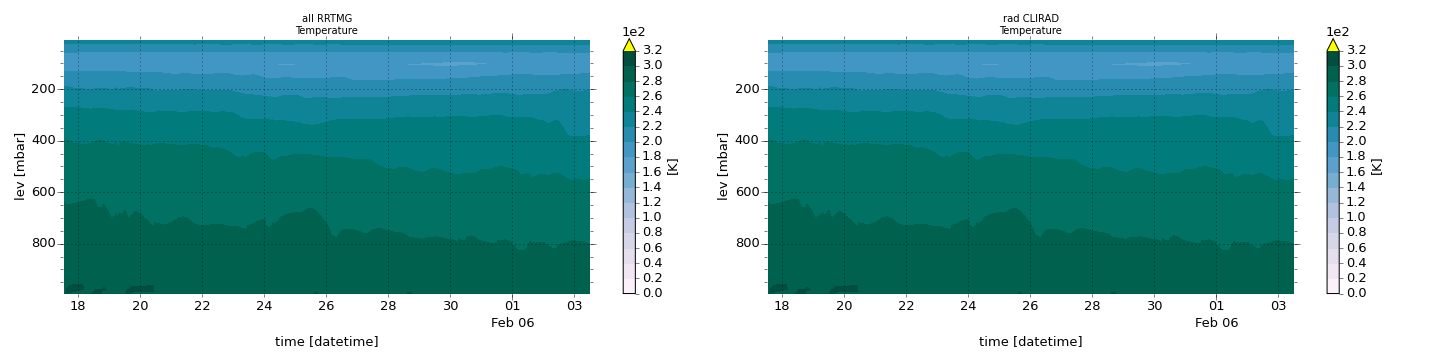 all RRTMG
Temperature
1e2
3.2
3.0
2.8
2.6
2.4
2.2
2.0
1.8
1.6
1.4
1.2
1.0
0.8
0.6
0.4
0.2
0.0
[K]
200
400
600
800
lev [mbar]
18 20 22 24 26 28 30 01 03
Feb 06
time [datetime]
rad CLIRAD
Temperature
1e2
3.2
3.0
2.8
2.6
2.4
2.2
2.0
1.8
1.6
1.4
1.2
1.0
0.8
0.6
0.4
0.2
0.0
[K]
200
400
600
800
lev [mbar]
18 20 22 24 26 28 30 01 03
Feb 06
time [datetime]